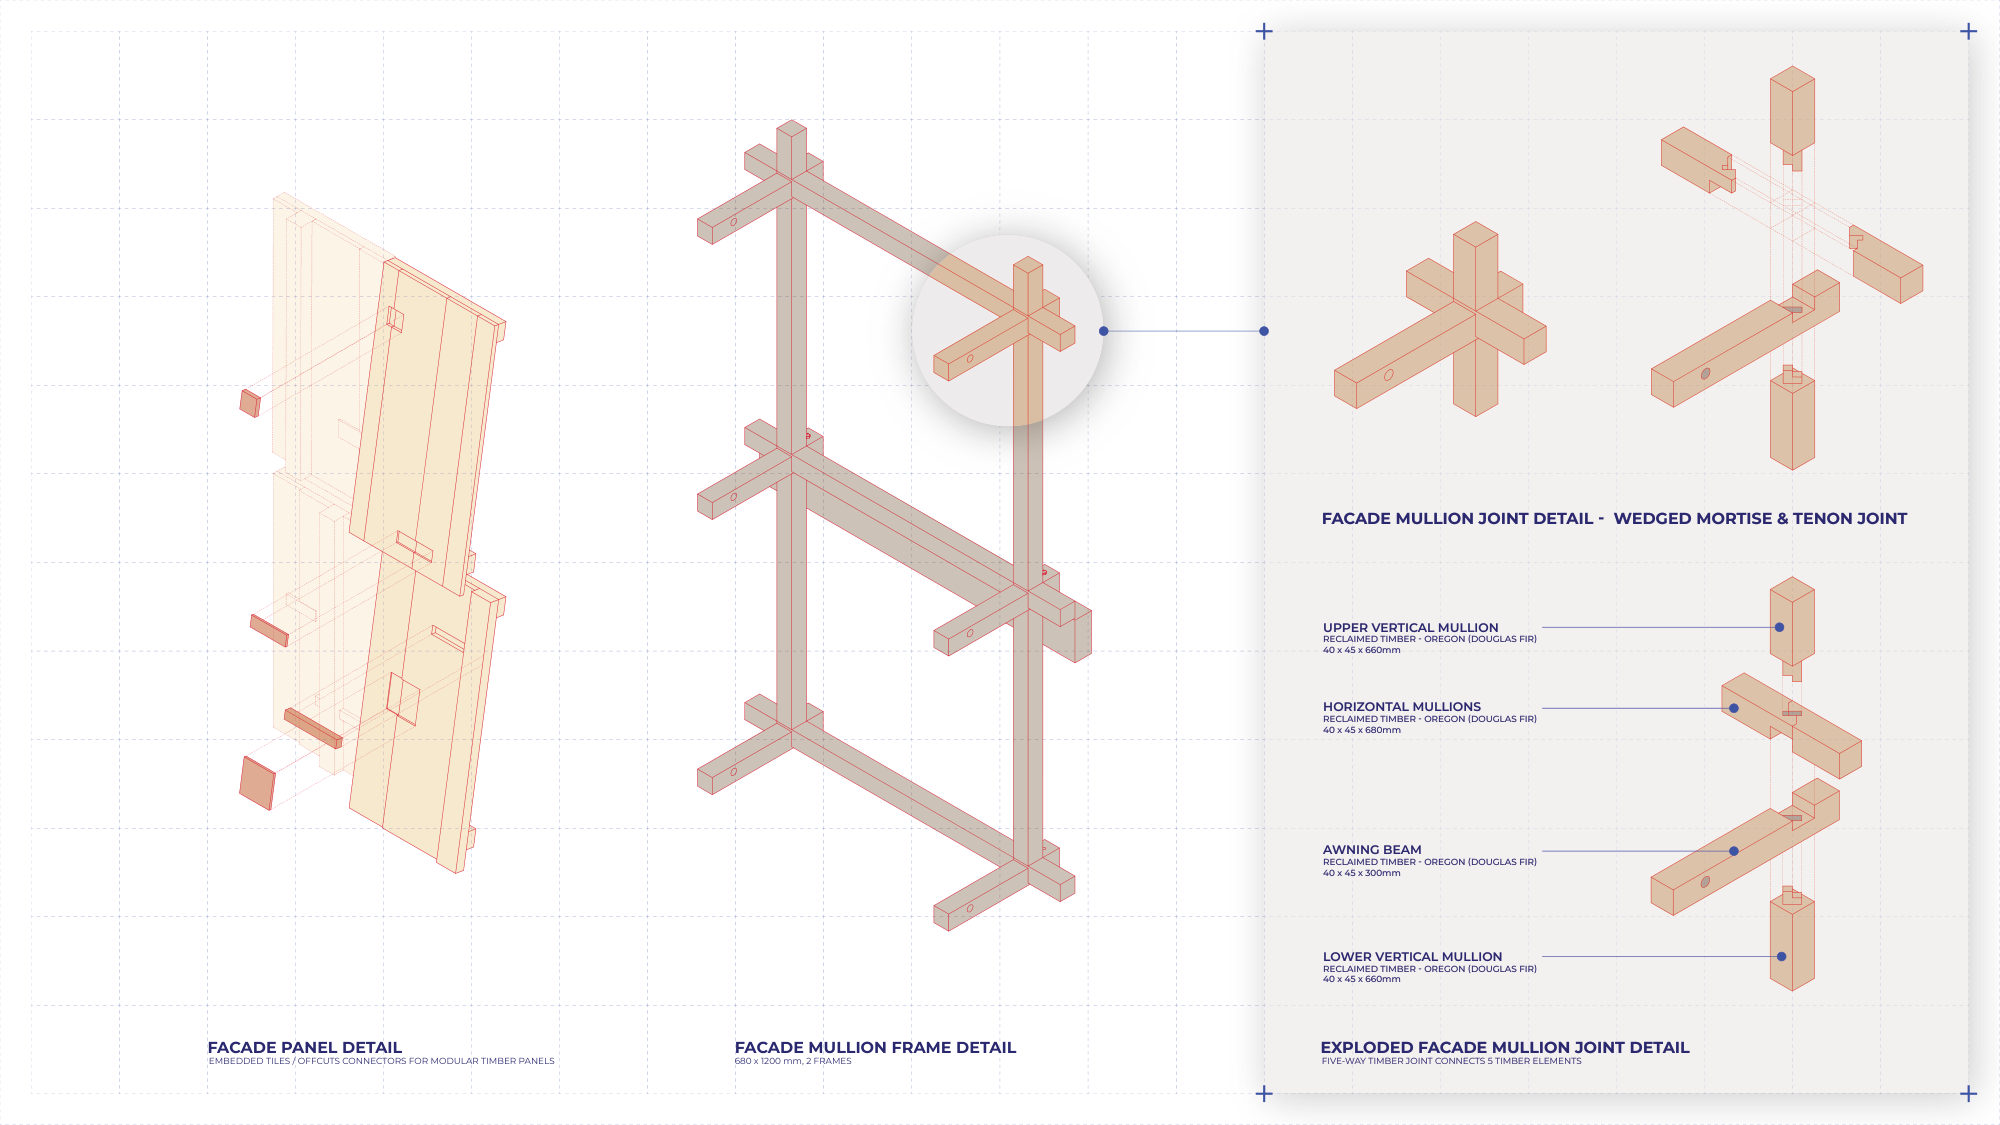 FACADE MULLION JOINT DETAIL - WEDGED MORTISE & TENON JOINT
UPPER VERTICAL MULLION
RECLAIMED TIMBER - OREGON (DOUGLAS FIR)
40 x 45 x 660mm
HORIZONTAL MULLIONS
RECLAIMED TIMBER - OREGON (DOUGLAS FIR)
40 x 45 x 680mm
AWNING BEAM
RECLAIMED TIMBER - OREGON (DOUGLAS FIR)
40 x 45 x 300mm
LOWER VERTICAL MULLION
RECLAIMED TIMBER - OREGON (DOUGLAS FIR)
40 x 45 x 660mm
FACADE PANEL DETAIL
EMBEDDED TILES / OFFCUTS CONNECTORS FOR MODULAR TIMBER PANELS
FACADE MULLION FRAME DETAIL
680 x 1200 mm, 2 FRAMES
EXPLODED FACADE MULLION JOINT DETAIL
FIVE-WAY TIMBER JOINT CONNECTS 5 TIMBER ELEMENTS